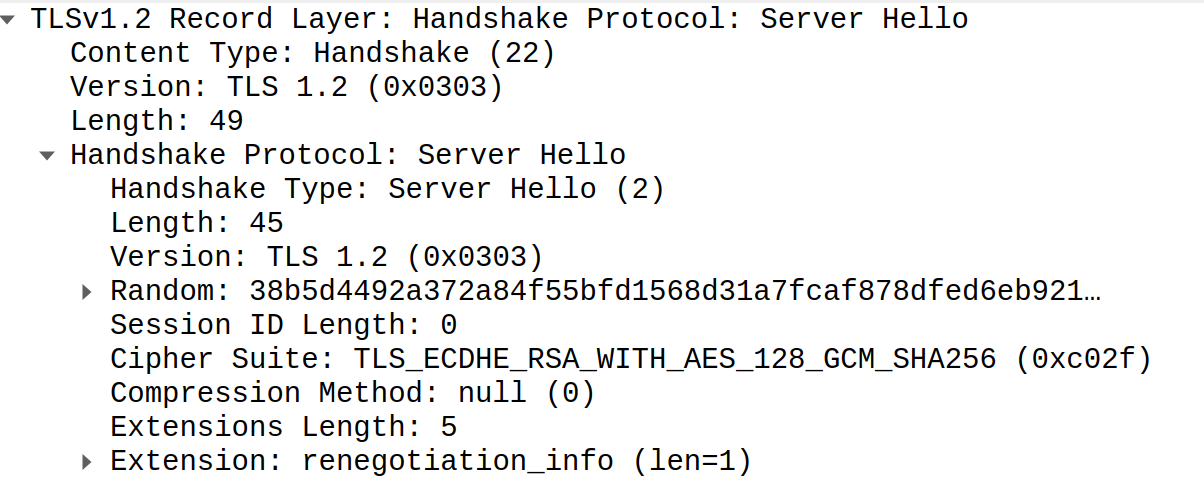 TLSv1.2 Record Layer: Handshake Protocol: Server Hello
Content Type: Handshake (22)
Version: TLS 1.2 (0x0303)
Length: 49
Handshake Protocol: Server Hello
Handshake Type: Server Hello (2)
Length: 45
Version: TLS 1.2 (0x0303)
Random: 38b5d4492a372a84f55bfd1568d31a7fcaf878dfed6eb921…
Session ID Length: 0
Cipher Suite: TLS_ECDHE_RSA_WITH_AES_128_GCM_SHA256 (0xc02f)
Compression Method: null (0)
Extensions Length: 5
Extension: renegotiation_info (len=1)